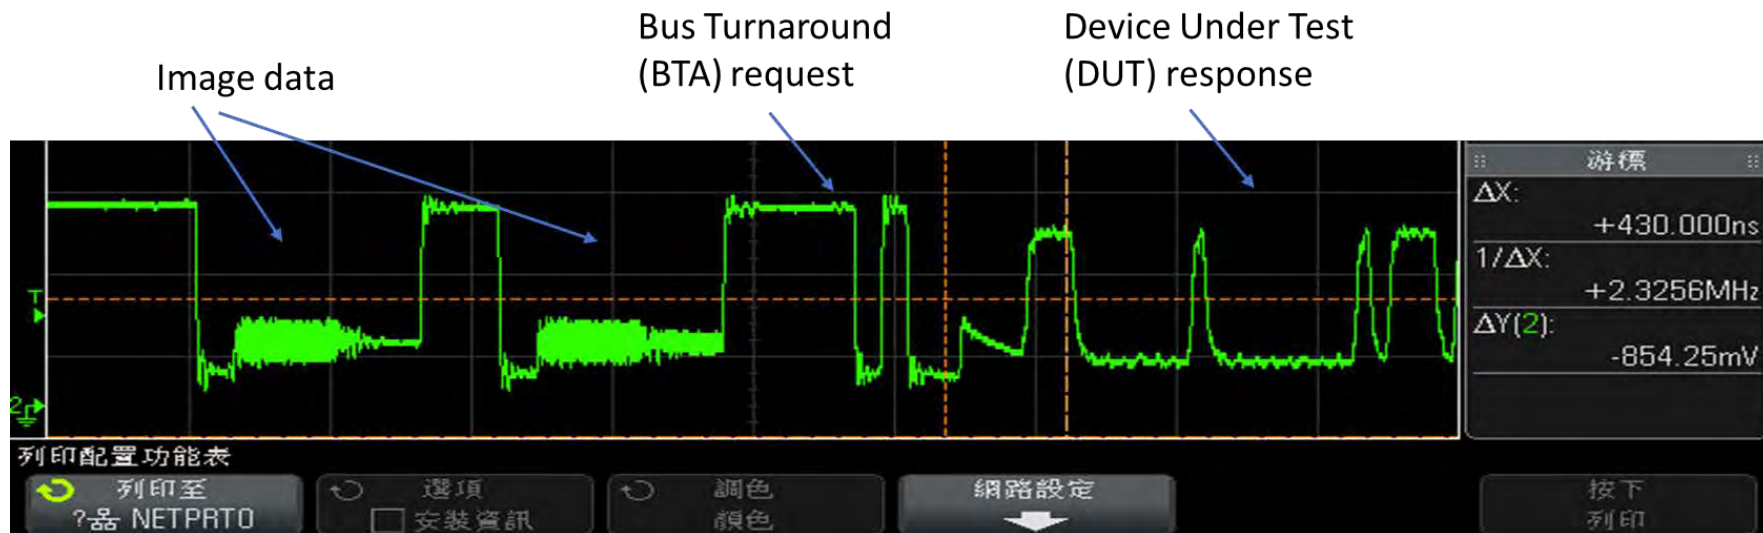 Image data
Bus Turnaround
(BTA) request
Device Under Test
(DUT) response
游標
ΔX:
+430.000ns
1/ΔX:
+2.3256MHz
ΔY(2):
-854.25mV
T
2
列印配置功能表
列印至
?品 NETPRT0
選項
安裝資訊
調色
顏色
網路設定
按下
列印